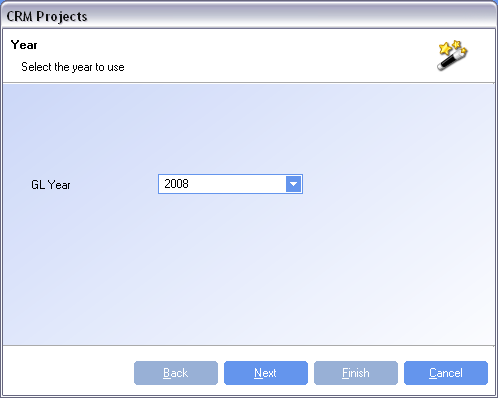 CRM Projects
Year
Select the year to use
GL Year 2008
Back Next Finish Cancel